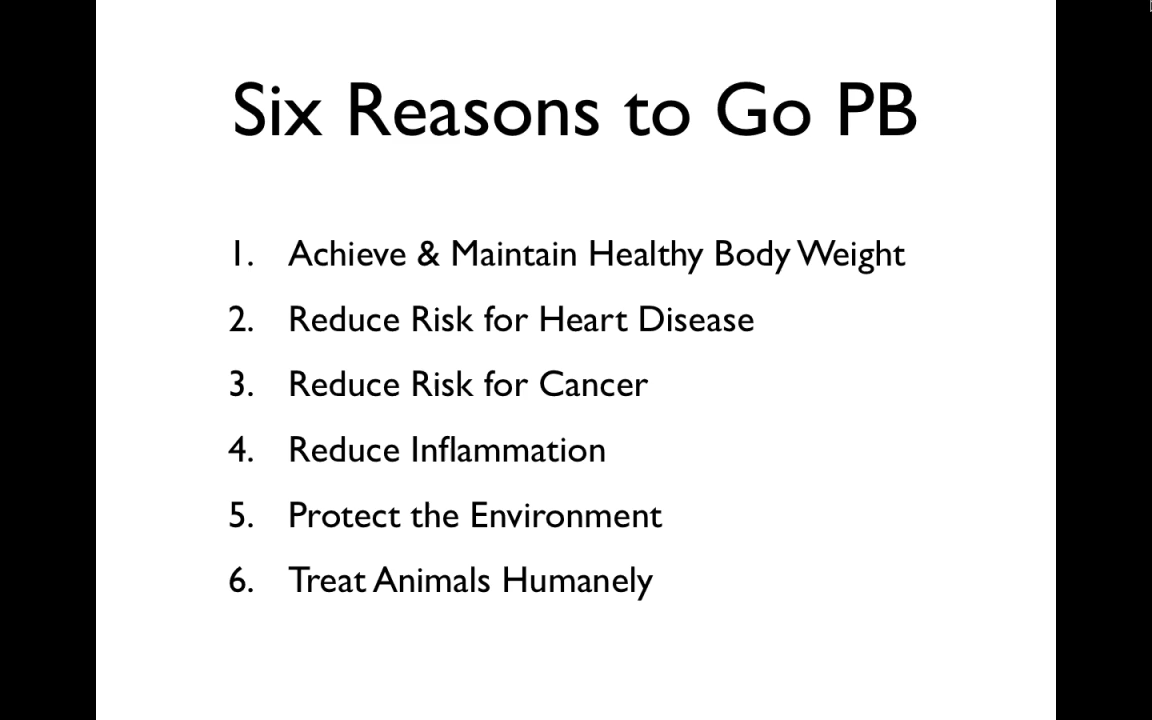 Six Reasons to Go PB
1. Achieve & Maintain Healthy Body Weight
2. Reduce Risk for Heart Disease
3. Reduce Risk for Cancer
4. Reduce Inflammation
5. Protect the Environment
6. Treat Animals Humanely